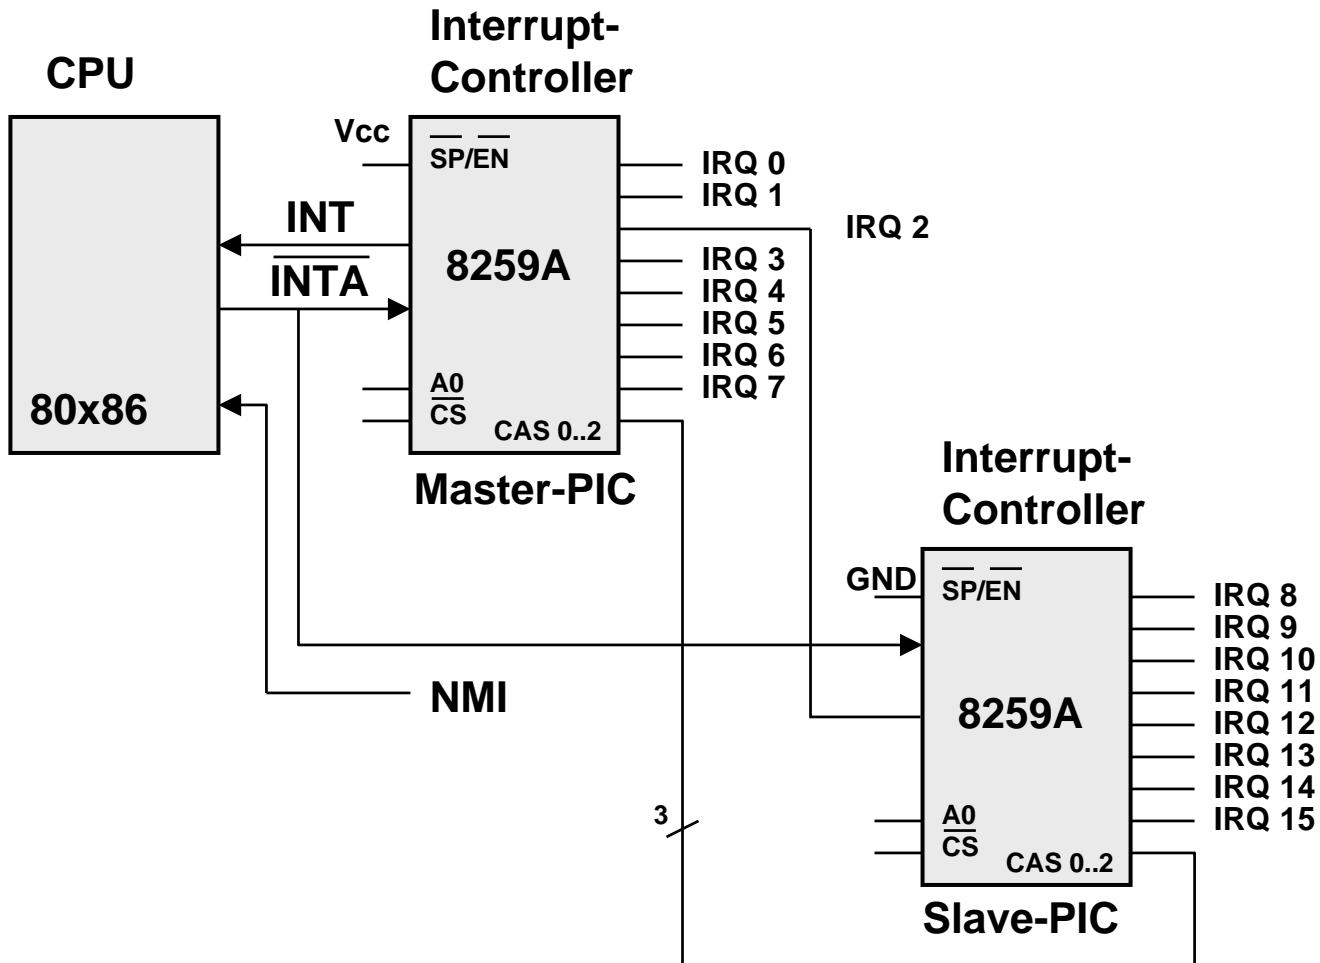 CPU
80x86
Interrupt-
Controller
Vcc
SP/EN
INT
INTA
8259A
A0
CS
CAS 0..2
IRQ 0
IRQ 1
IRQ 2
IRQ 3
IRQ 4
IRQ 5
IRQ 6
IRQ 7
Master-PIC
NMI
3
Interrupt-
Controller
GND
SP/EN
8259A
A0
CS
CAS 0..2
IRQ 8
IRQ 9
IRQ 10
IRQ 11
IRQ 12
IRQ 13
IRQ 14
IRQ 15
Slave-PIC